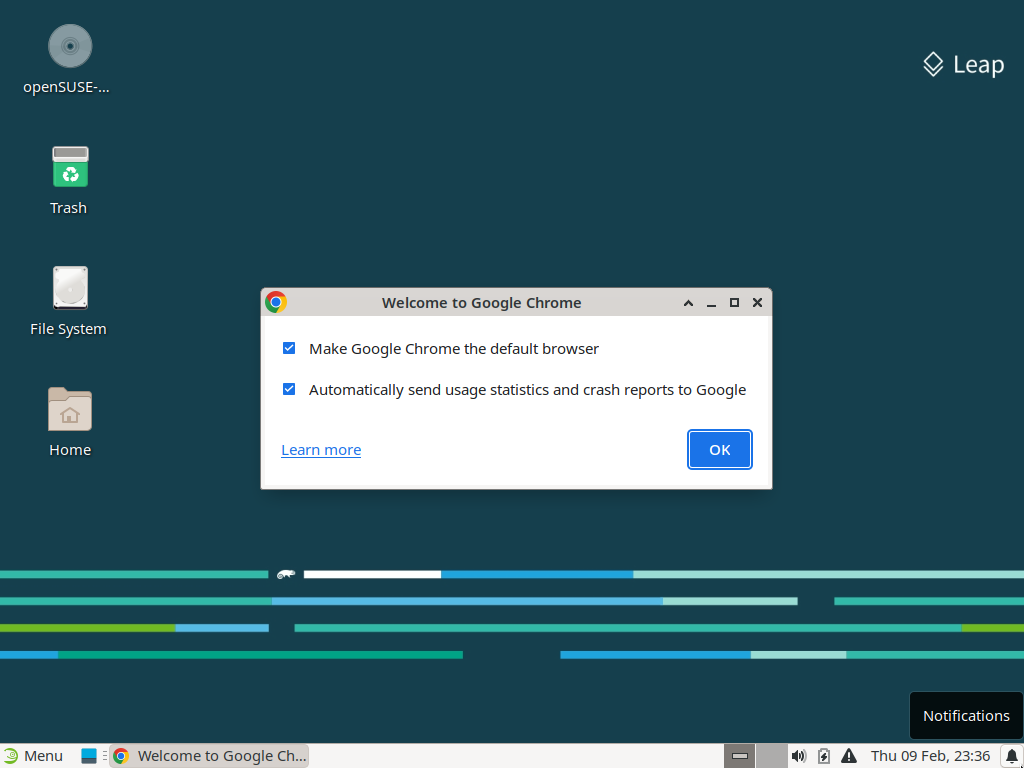 openSUSE-...
Leap
Trash
File System
Home
Welcome to Google Chrome
Make Google Chrome the default browser
Automatically send usage statistics and crash reports to Google
Learn more
OK
Notifications
Menu
Welcome to Google Ch...
Thu 09 Feb, 23:36